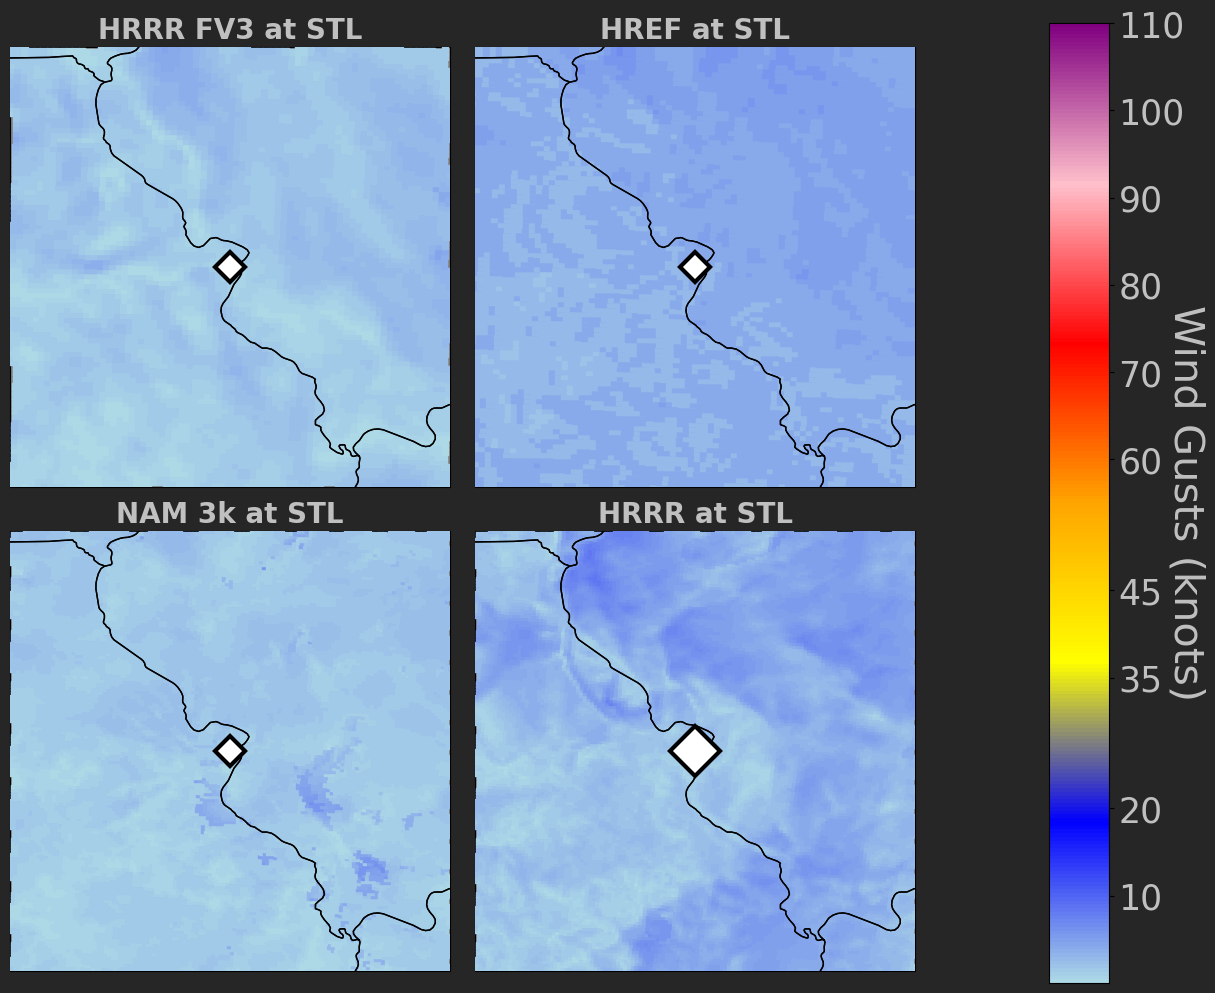 HRRR FV3 at STL
HREF at STL
NAM 3k at STL
HRRR at STL
110
100
90
80
70
60
45
35
20
10
Wind Gusts (knots)